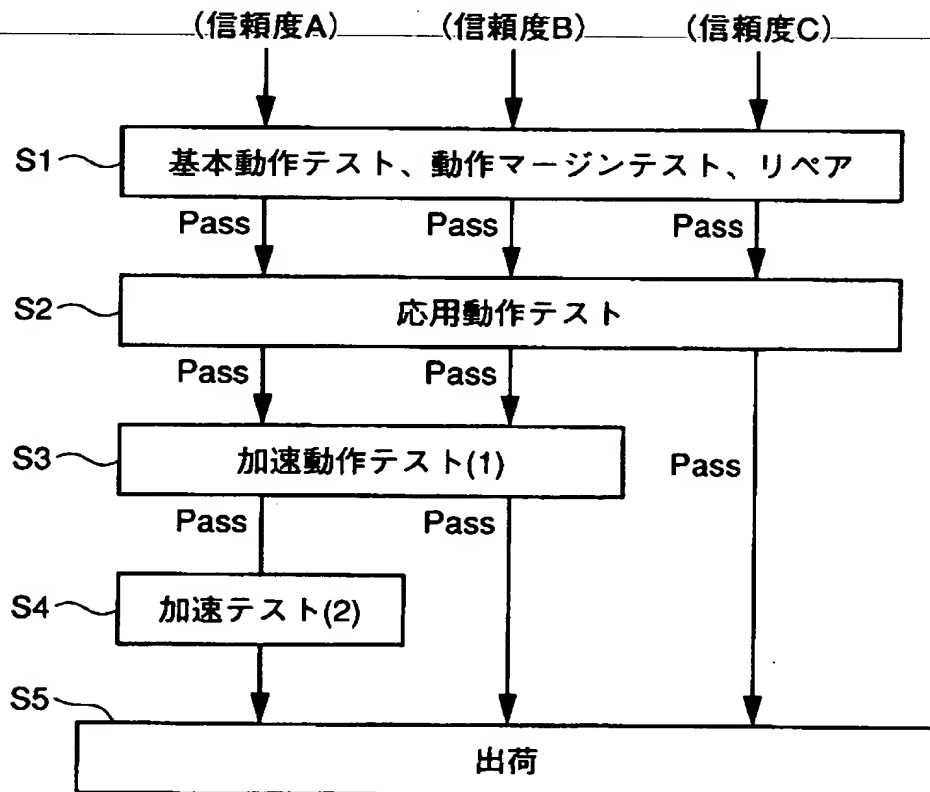 (信頼度A) (信頼度B) (信頼度C)
S1 基本動作テスト、動作マージンテスト、リペア
Pass Pass Pass
S2 応用動作テスト
Pass Pass
S3 加速動作テスト(1)
Pass
Pass Pass
S4 加速テスト(2)
S5
出荷